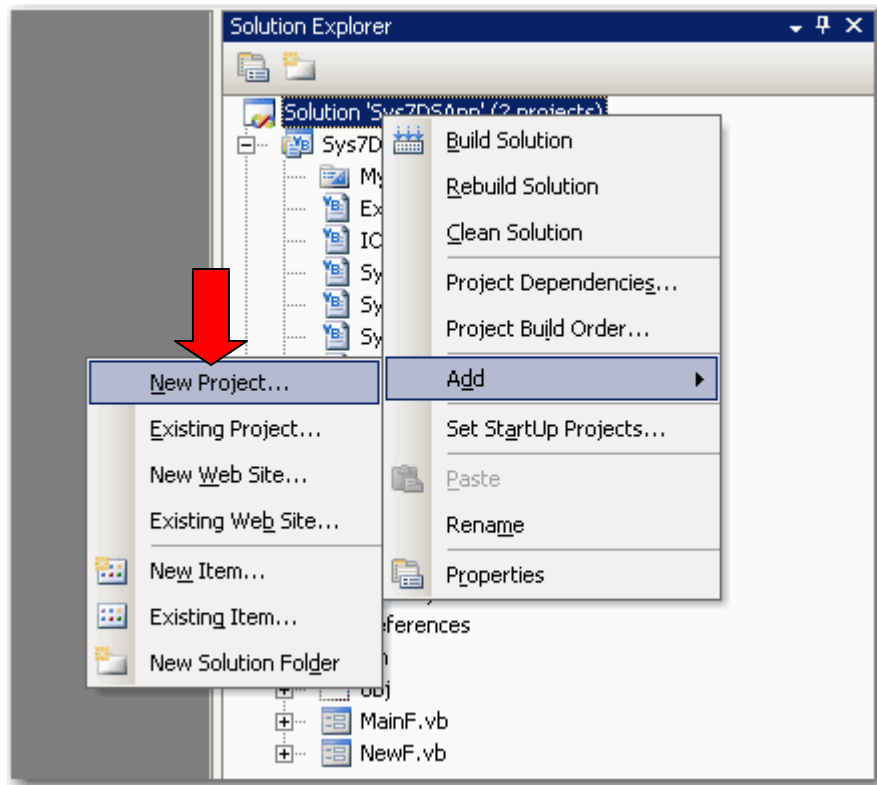 Solution Explorer
Solution 'Sys7DSApp' (2 projects)
Sys7D
My
Ex
IO
Sy
Sy
Sy
Build Solution
Rebuild Solution
Clean Solution
Project Dependencies...
Project Build Order...
Add
Set StartUp Projects...
Paste
Rename
Properties
New Project...
Existing Project...
New Web Site...
Existing Web Site...
New Item...
Existing Item...
New Solution Folder
ferences
obj
MainF.vb
NewF.vb